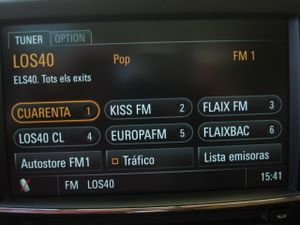 TUNER OPTION
LOS40 Pop FM 1
ELS40. Tots els exits
CUARENTA 1 KISS FM 2 FLAIX FM 3
LOS40 CL 4 EUROPAFM 5 FLAIXBAC 6
Autostore FM1 Tráfico Lista emisoras
FM LOS40 15:41